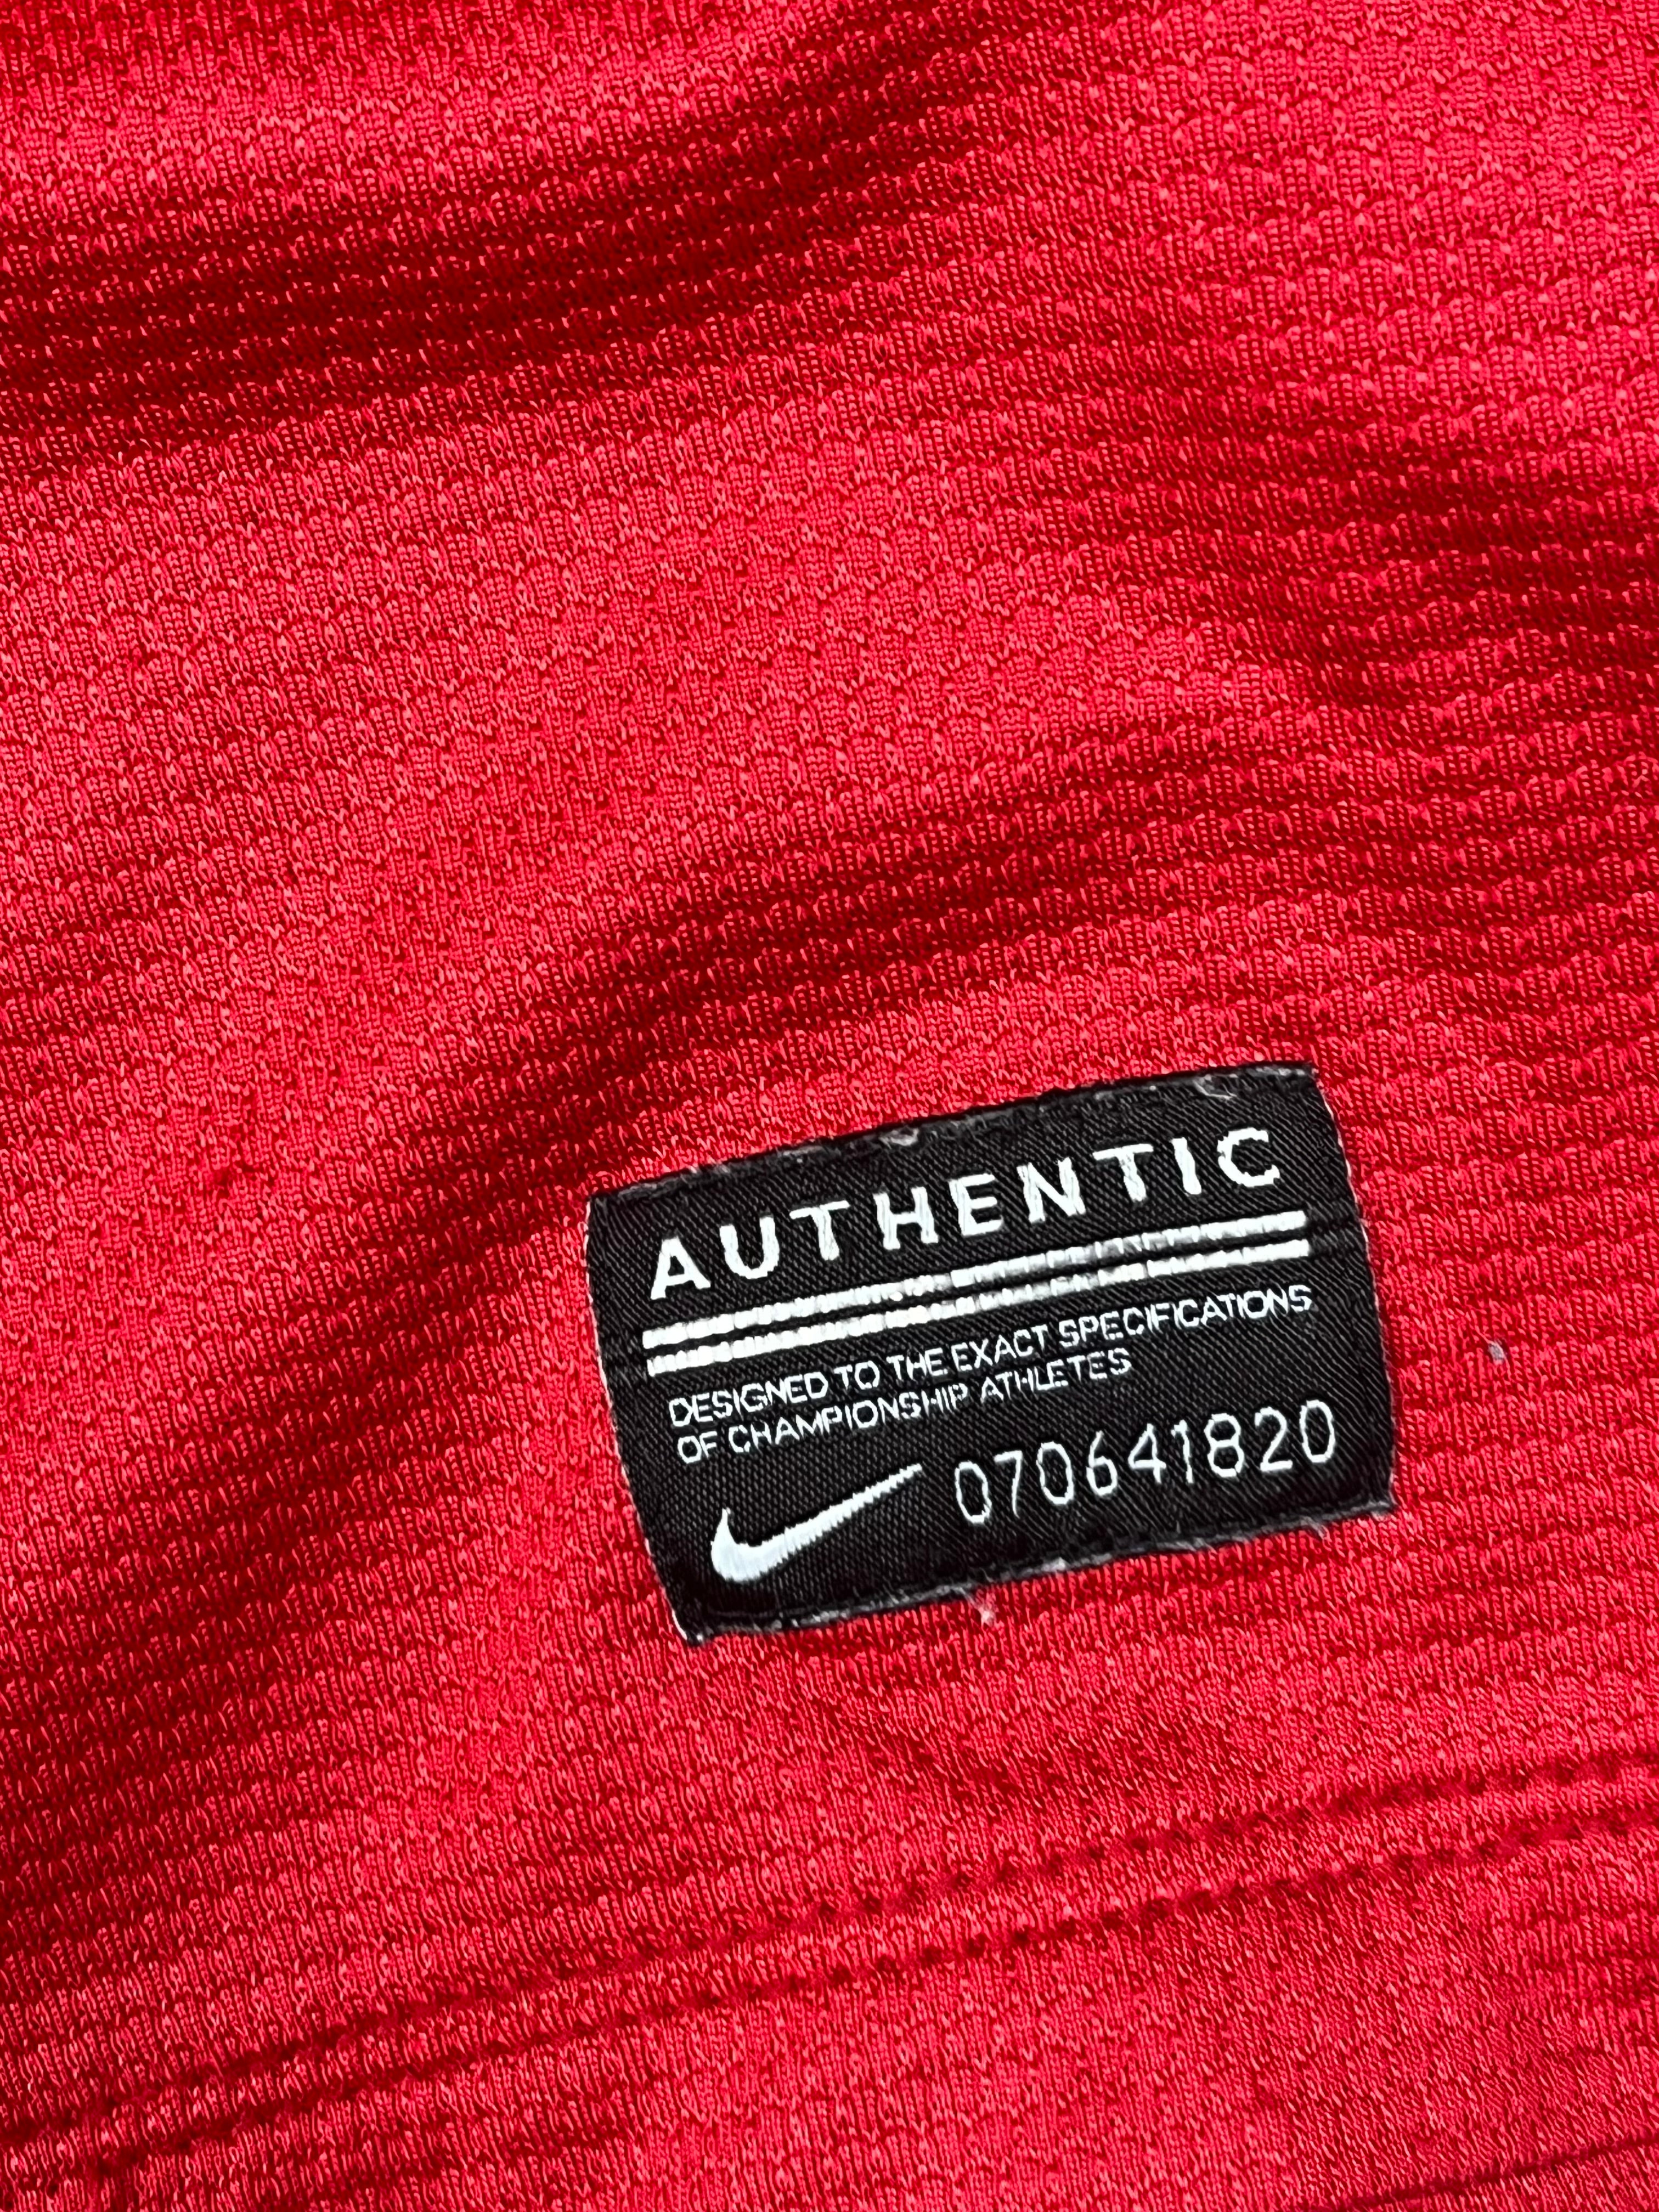 AUTHENTIC
DESIGNED TO THE EXACT SPECIFICATIONS
OF CHAMPIONSHIP ATHLETES
070641820